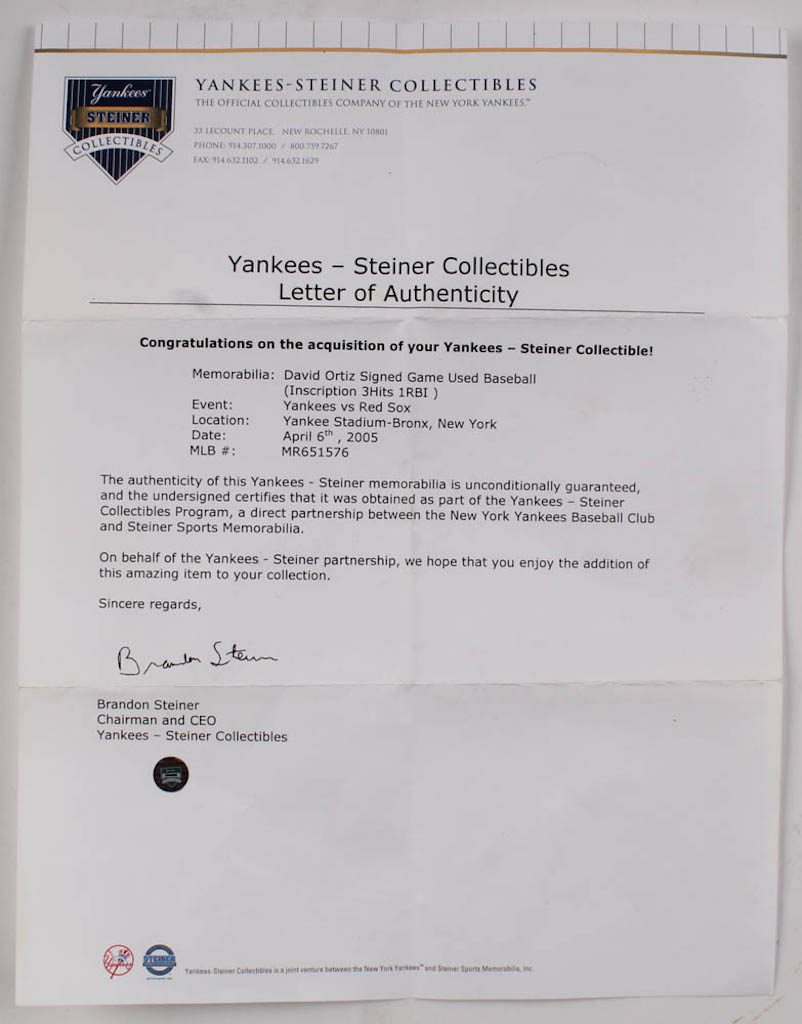 Yankees
STEINER
COLLECTIBLES
YANKEES-STEINER COLLECTIBLES
THE OFFICIAL COLLECTIBLES COMPANY OF THE NEW YORK YANKEES.™
33 LECOUNT PLACE, NEW ROCHELLE, NY 10801
PHONE: 914.307.1000 / 800.759.7267
FAX: 914.632.1102 / 914.632.1629
Yankees – Steiner Collectibles
Letter of Authenticity
Congratulations on the acquisition of your Yankees – Steiner Collectible!
Memorabilia: David Ortiz Signed Game Used Baseball
(Inscription 3Hits 1RBI )
Event: Yankees vs Red Sox
Location: Yankee Stadium-Bronx, New York
Date: April 6th , 2005
MLB #: MR651576
The authenticity of this Yankees - Steiner memorabilia is unconditionally guaranteed,
and the undersigned certifies that it was obtained as part of the Yankees – Steiner
Collectibles Program, a direct partnership between the New York Yankees Baseball Club
and Steiner Sports Memorabilia.
On behalf of the Yankees - Steiner partnership, we hope that you enjoy the addition of
this amazing item to your collection.
Sincere regards,
Brandon Steiner
Brandon Steiner
Chairman and CEO
Yankees – Steiner Collectibles
STEINER
Yankees-Steiner Collectibles is a joint venture between the New York Yankees™ and Steiner Sports Memorabilia, Inc.